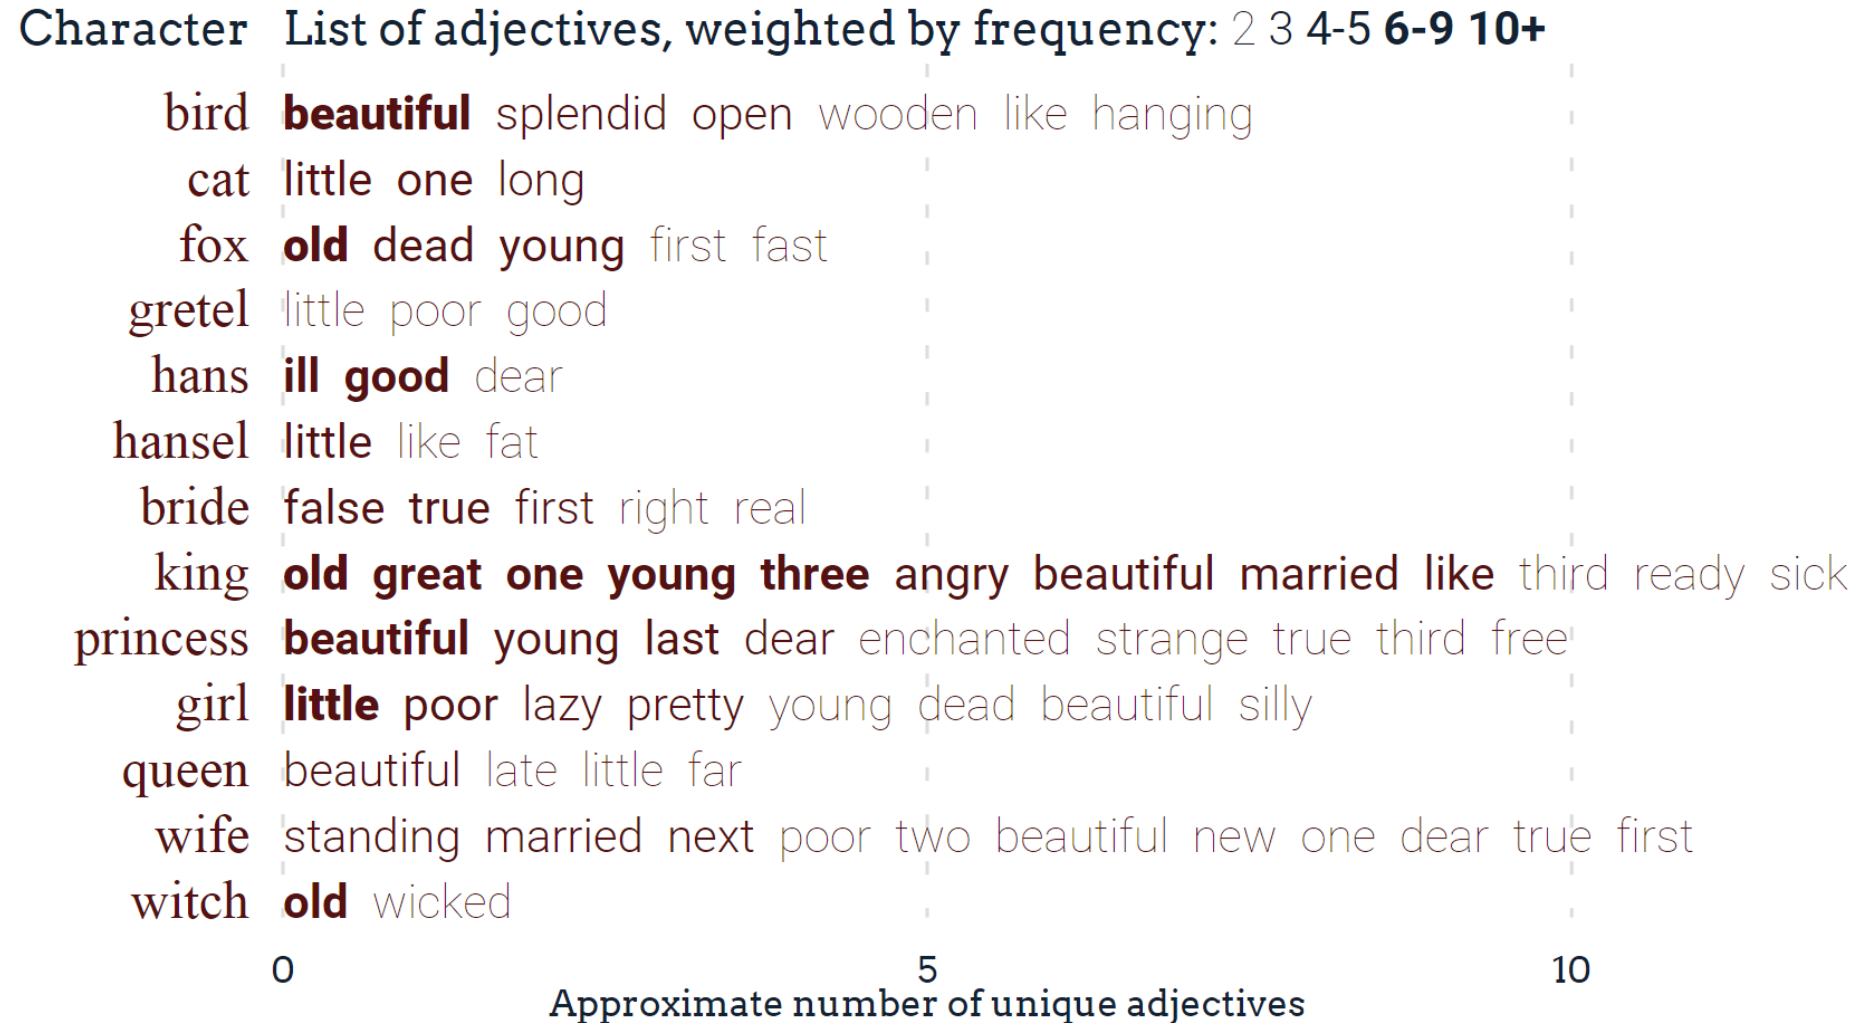 Character List of adjectives, weighted by frequency: 2 3 4-5 6-9 10+
bird beautiful splendid open wooden like hanging
cat little one long
fox old dead young first fast
gretel little poor good
hans ill good dear
hansel little like fat
bride false true first right real
king old great one young three angry beautiful married like third ready sick
princess beautiful young last dear enchanted strange true third free
girl little poor lazy pretty young dead beautiful silly
queen beautiful late little far
wife standing married next poor two beautiful new one dear true first
witch old wicked
0 5 10
Approximate number of unique adjectives